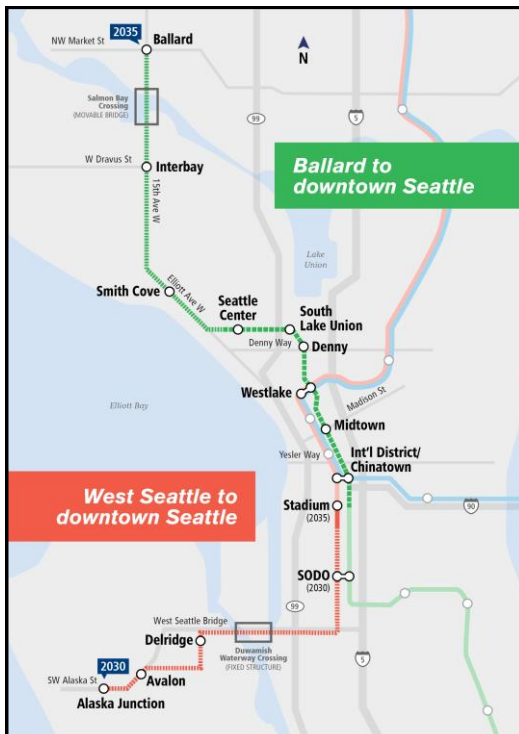 2035
NW Market St
Ballard
N
Salmon Bay
Crossing
(MOVABLE BRIDGE)
99
5
W Dravus St
Interbay
15th Ave W
Ballard to
downtown Seattle
Lake
Union
Elliott Ave W
Smith Cove
Seattle
Center
South
Lake Union
Denny Way
Denny
Westlake
Madison St
Elliott Bay
Midtown
Yesler Way
Int'l District/
Chinatown
West Seattle to
downtown Seattle
Stadium
(2035)
90
SODO
(2030)
99
West Seattle Bridge
Delridge
Duwamish
Waterway Crossing
(FIXED STRUCTURE)
5
2030
SW Alaska St
Avalon
Alaska Junction